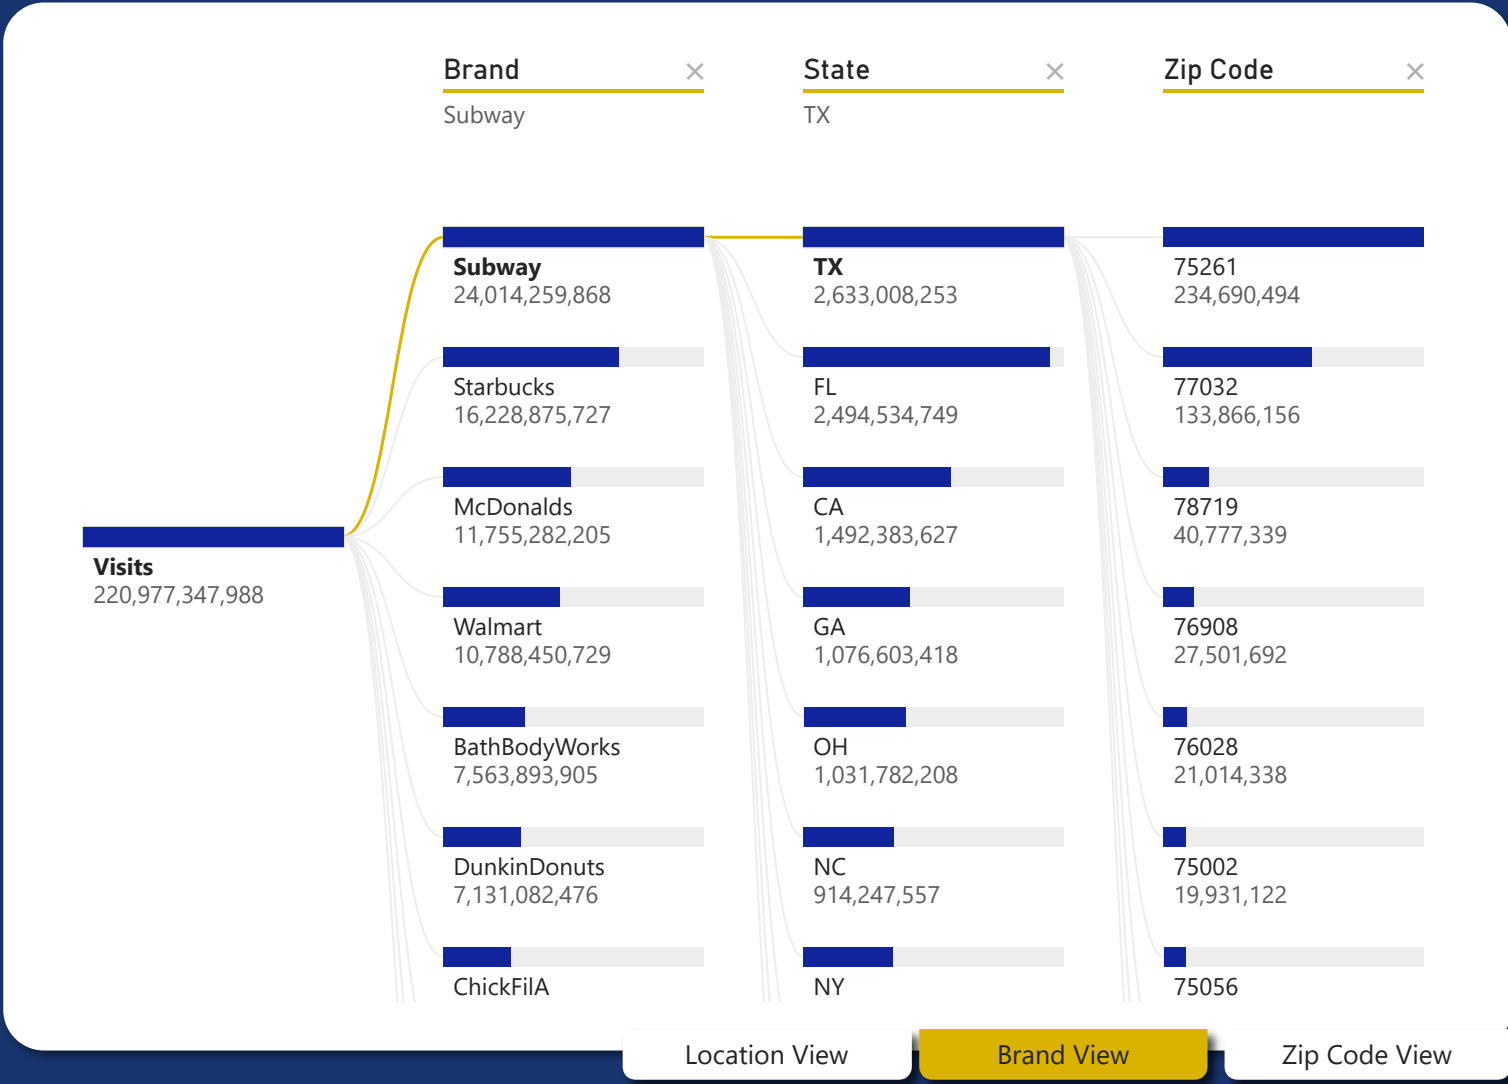 Brand
Subway
State
TX
Zip Code
Visits
220,977,347,988
Subway
24,014,259,868
Starbucks
16,228,875,727
McDonalds
11,755,282,205
Walmart
10,788,450,729
BathBodyWorks
7,563,893,905
DunkinDonuts
7,131,082,476
ChickFilA
TX
2,633,008,253
FL
2,494,534,749
CA
1,492,383,627
GA
1,076,603,418
OH
1,031,782,208
NC
914,247,557
NY
75261
234,690,494
77032
133,866,156
78719
40,777,339
76908
27,501,692
76028
21,014,338
75002
19,931,122
75056
Location View
Brand View
Zip Code View